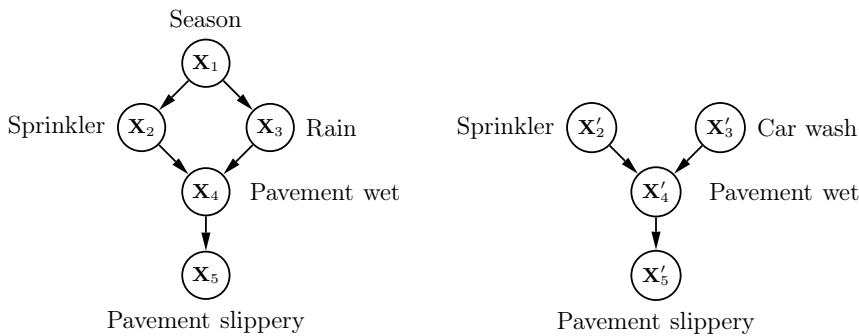 Season
X₁
Sprinkler X₂ X₃ Rain
Sprinkler X′₂ X′₃ Car wash
X₄ Pavement wet
X′₄ Pavement wet
X₅
X′₅
Pavement slippery
Pavement slippery